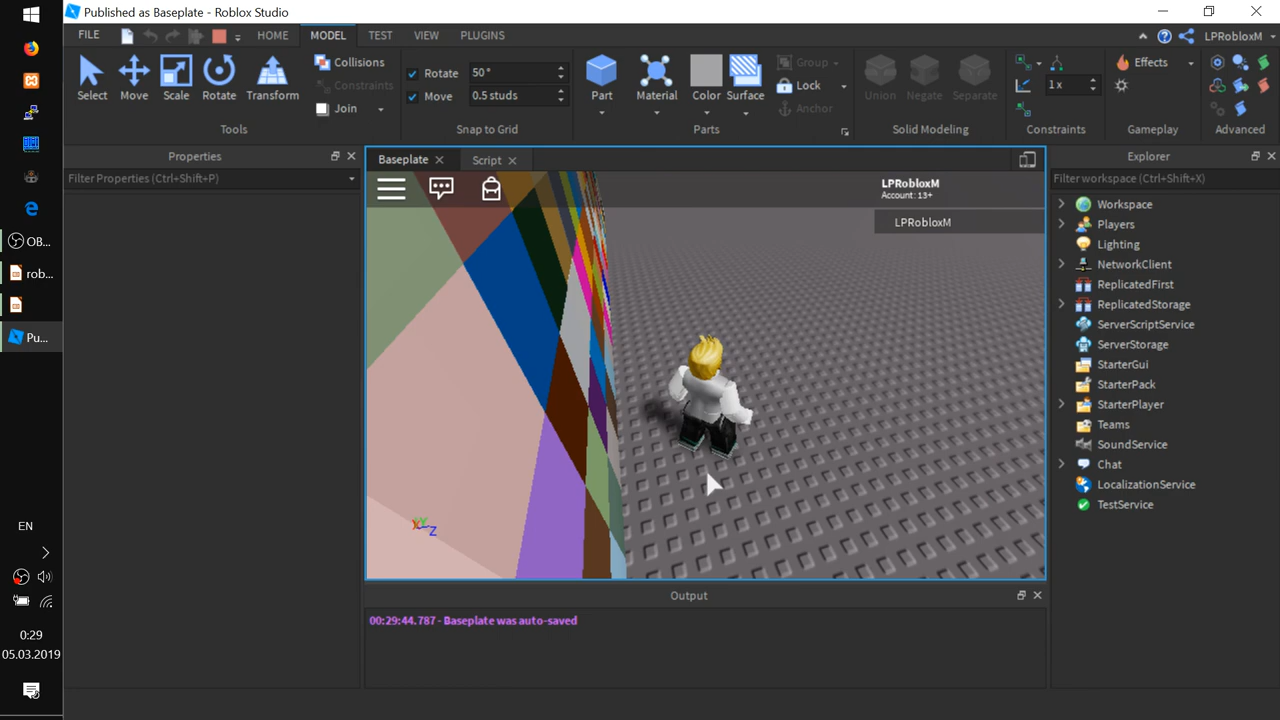 Published as Baseplate - Roblox Studio
FILE
HOME
MODEL
TEST
VIEW
PLUGINS
LPRobloxM
Select
Move
Scale
Rotate
Transform
Collisions
Constraints
Join
Rotate
50 °
Move
0.5 studs
Part
Material
Color
Surface
Group
Lock
Anchor
Union
Negate
Separate
1 x
Effects
Tools
Snap to Grid
Parts
Solid Modeling
Constraints
Gameplay
Advanced
Properties
Filter Properties (Ctrl+Shift+P)
Baseplate
Script
LPRobloxM
Account: 13+
LPRobloxM
XY
Z
Explorer
Filter workspace (Ctrl+Shift+X)
Workspace
Players
Lighting
NetworkClient
ReplicatedFirst
ReplicatedStorage
ServerScriptService
ServerStorage
StarterGui
StarterPack
StarterPlayer
Teams
SoundService
Chat
LocalizationService
TestService
Output
00:29:44.787 - Baseplate was auto-saved
OB...
rob...
Pu...
EN
0:29
05.03.2019